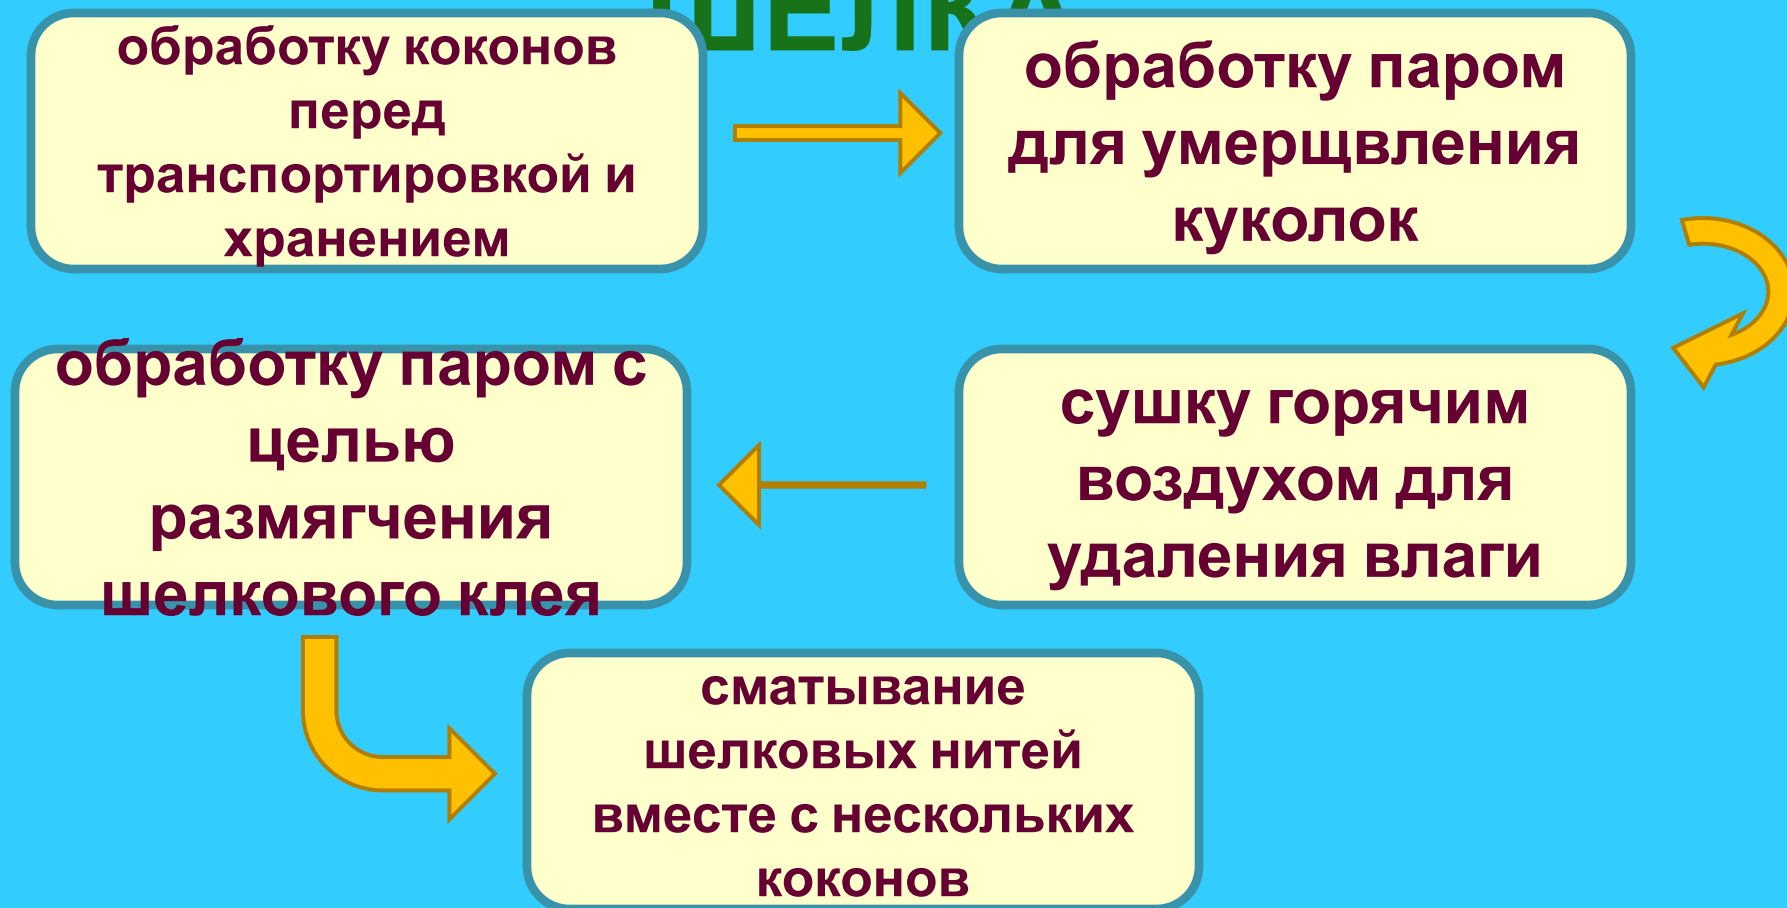 ШЕЛКА
обработку коконов
перед
транспортировкой и
хранением
обработку паром
для умерщвления
куколок
сушку горячим
воздухом для
удаления влаги
обработку паром с
целью
размягчения
шелкового клея
сматывание
шелковых нитей
вместе с нескольких
коконов